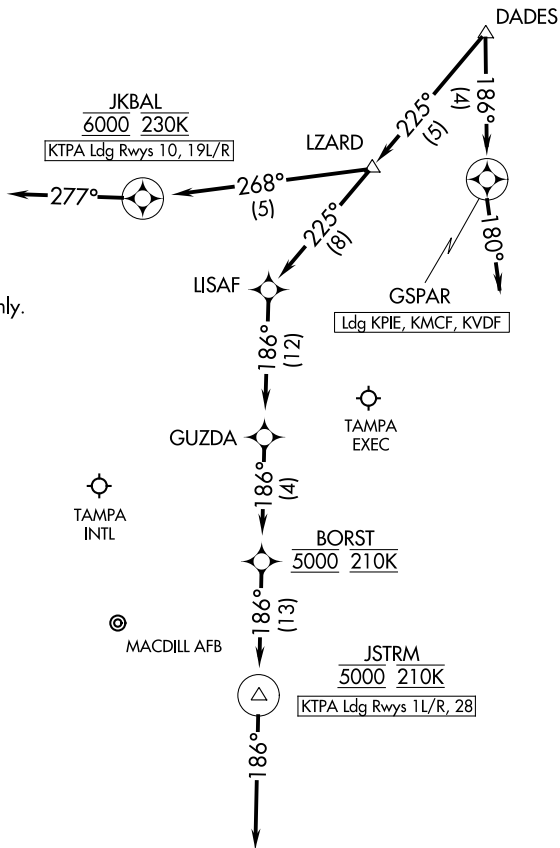 DADES
186°
(4)
225°
(5)
JKBAL
6000 230K
KTPA Ldg Rwys 10, 19L/R
LZARD
277°
268°
(5)
225°
(8)
180°
LISAF
GSPAR
Ldg KPIE, KMCF, KVDF
nly.
186°
(12)
TAMPA
EXEC
GUZDA
186°
(4)
TAMPA
INTL
BORST
5000 210K
186°
(13)
MACDILL AFB
JSTRM
5000 210K
KTPA Ldg Rwys 1L/R, 28
186°